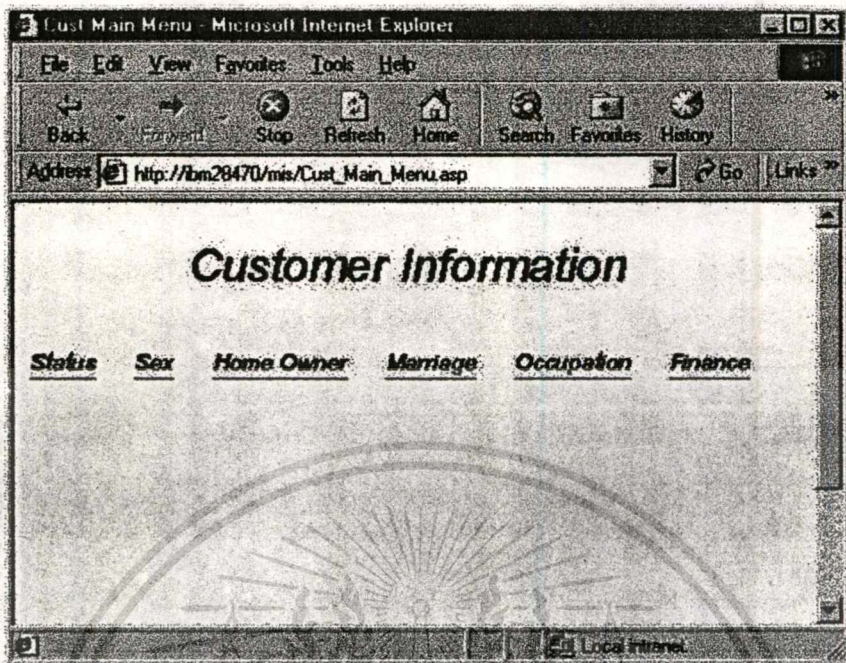 Cust Main Menu - Microsoft Internet Explorer
File Edit View Favorites Tools Help
Back Forward Stop Refresh Home Search Favorites History »
Address http://ibm28470/mis/Cust_Main_Menu.asp Go Links »
Customer Information
Status Sex Home Owner Marriage Occupation Finance
Local intranet